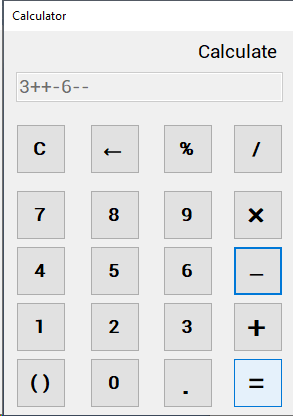 Calculator
Calculate
3++-6--
C ← % /
7 8 9 ×
4 5 6 –
1 2 3 +
() 0 . =